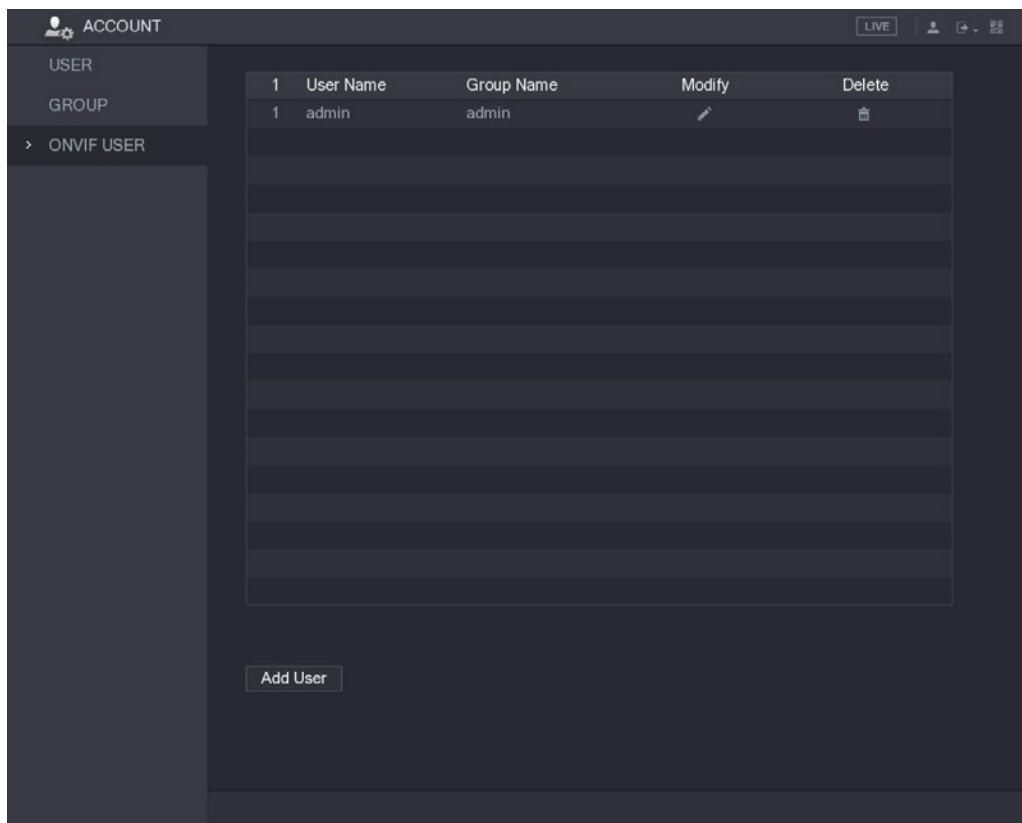 ACCOUNT LIVE
USER
GROUP
> ONVIF USER
1 User Name Group Name Modify Delete
1 admin admin
Add User